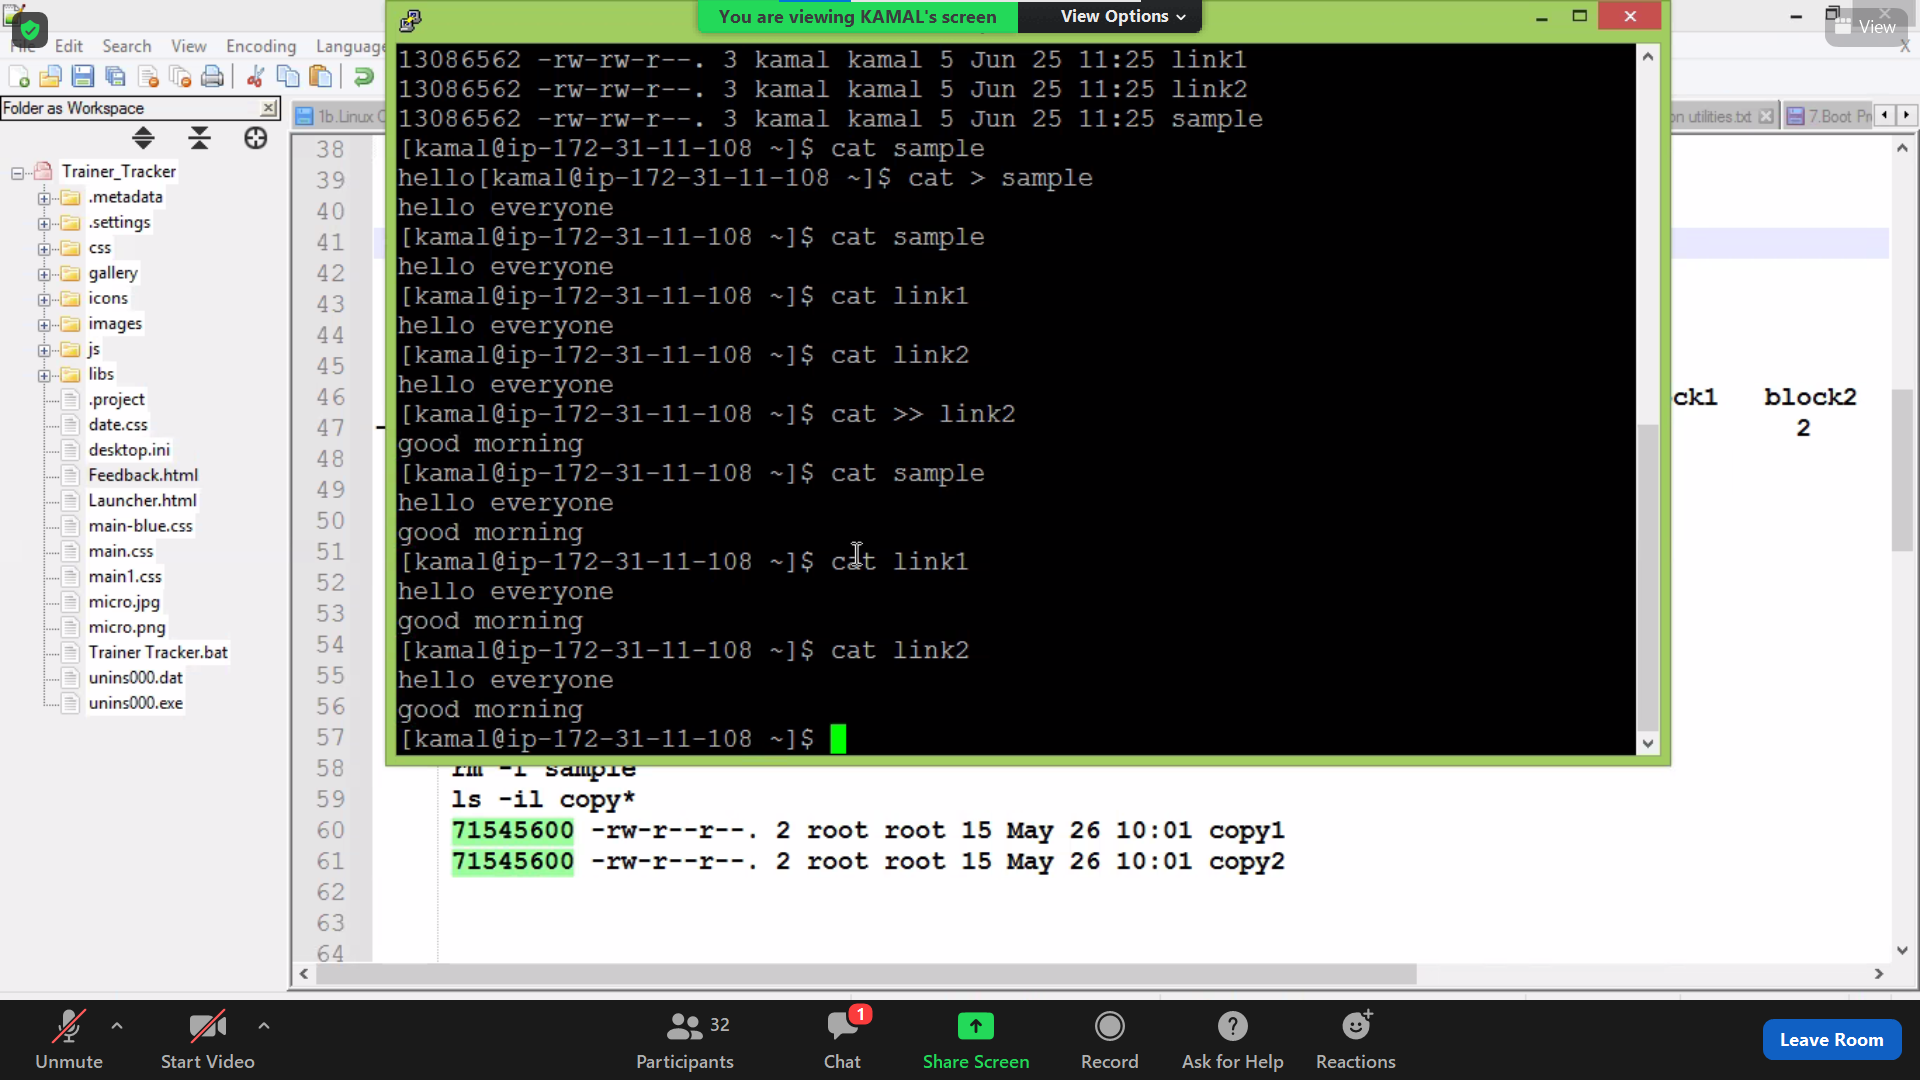 You are viewing KAMAL's screen
View Options
View
File Edit Search View Encoding Language
Folder as Workspace
1b.Linux
on utilities.txt
7.Boot Pr
Trainer_Tracker
.metadata
.settings
css
gallery
icons
images
js
libs
.project
date.css
desktop.ini
Feedback.html
Launcher.html
main-blue.css
main.css
main1.css
micro.jpg
micro.png
Trainer Tracker.bat
unins000.dat
unins000.exe
13086562 -rw-rw-r--. 3 kamal kamal 5 Jun 25 11:25 link1
13086562 -rw-rw-r--. 3 kamal kamal 5 Jun 25 11:25 link2
13086562 -rw-rw-r--. 3 kamal kamal 5 Jun 25 11:25 sample
[kamal@ip-172-31-11-108 ~]$ cat sample
hello[kamal@ip-172-31-11-108 ~]$ cat > sample
hello everyone
[kamal@ip-172-31-11-108 ~]$ cat sample
hello everyone
[kamal@ip-172-31-11-108 ~]$ cat link1
hello everyone
[kamal@ip-172-31-11-108 ~]$ cat link2
hello everyone
[kamal@ip-172-31-11-108 ~]$ cat >> link2
good morning
[kamal@ip-172-31-11-108 ~]$ cat sample
hello everyone
good morning
[kamal@ip-172-31-11-108 ~]$ cat link1
hello everyone
good morning
[kamal@ip-172-31-11-108 ~]$ cat link2
hello everyone
good morning
[kamal@ip-172-31-11-108 ~]$
38
39
40
41
42
43
44
45
46 ck1 block2
47 2
48
49
50
51
52
53
54
55
56
57
58 rm -f sample
59 ls -il copy*
60 71545600 -rw-r--r--. 2 root root 15 May 26 10:01 copy1
61 71545600 -rw-r--r--. 2 root root 15 May 26 10:01 copy2
62
63
64
Unmute
Start Video
32
Participants
1
Chat
Share Screen
Record
Ask for Help
Reactions
Leave Room